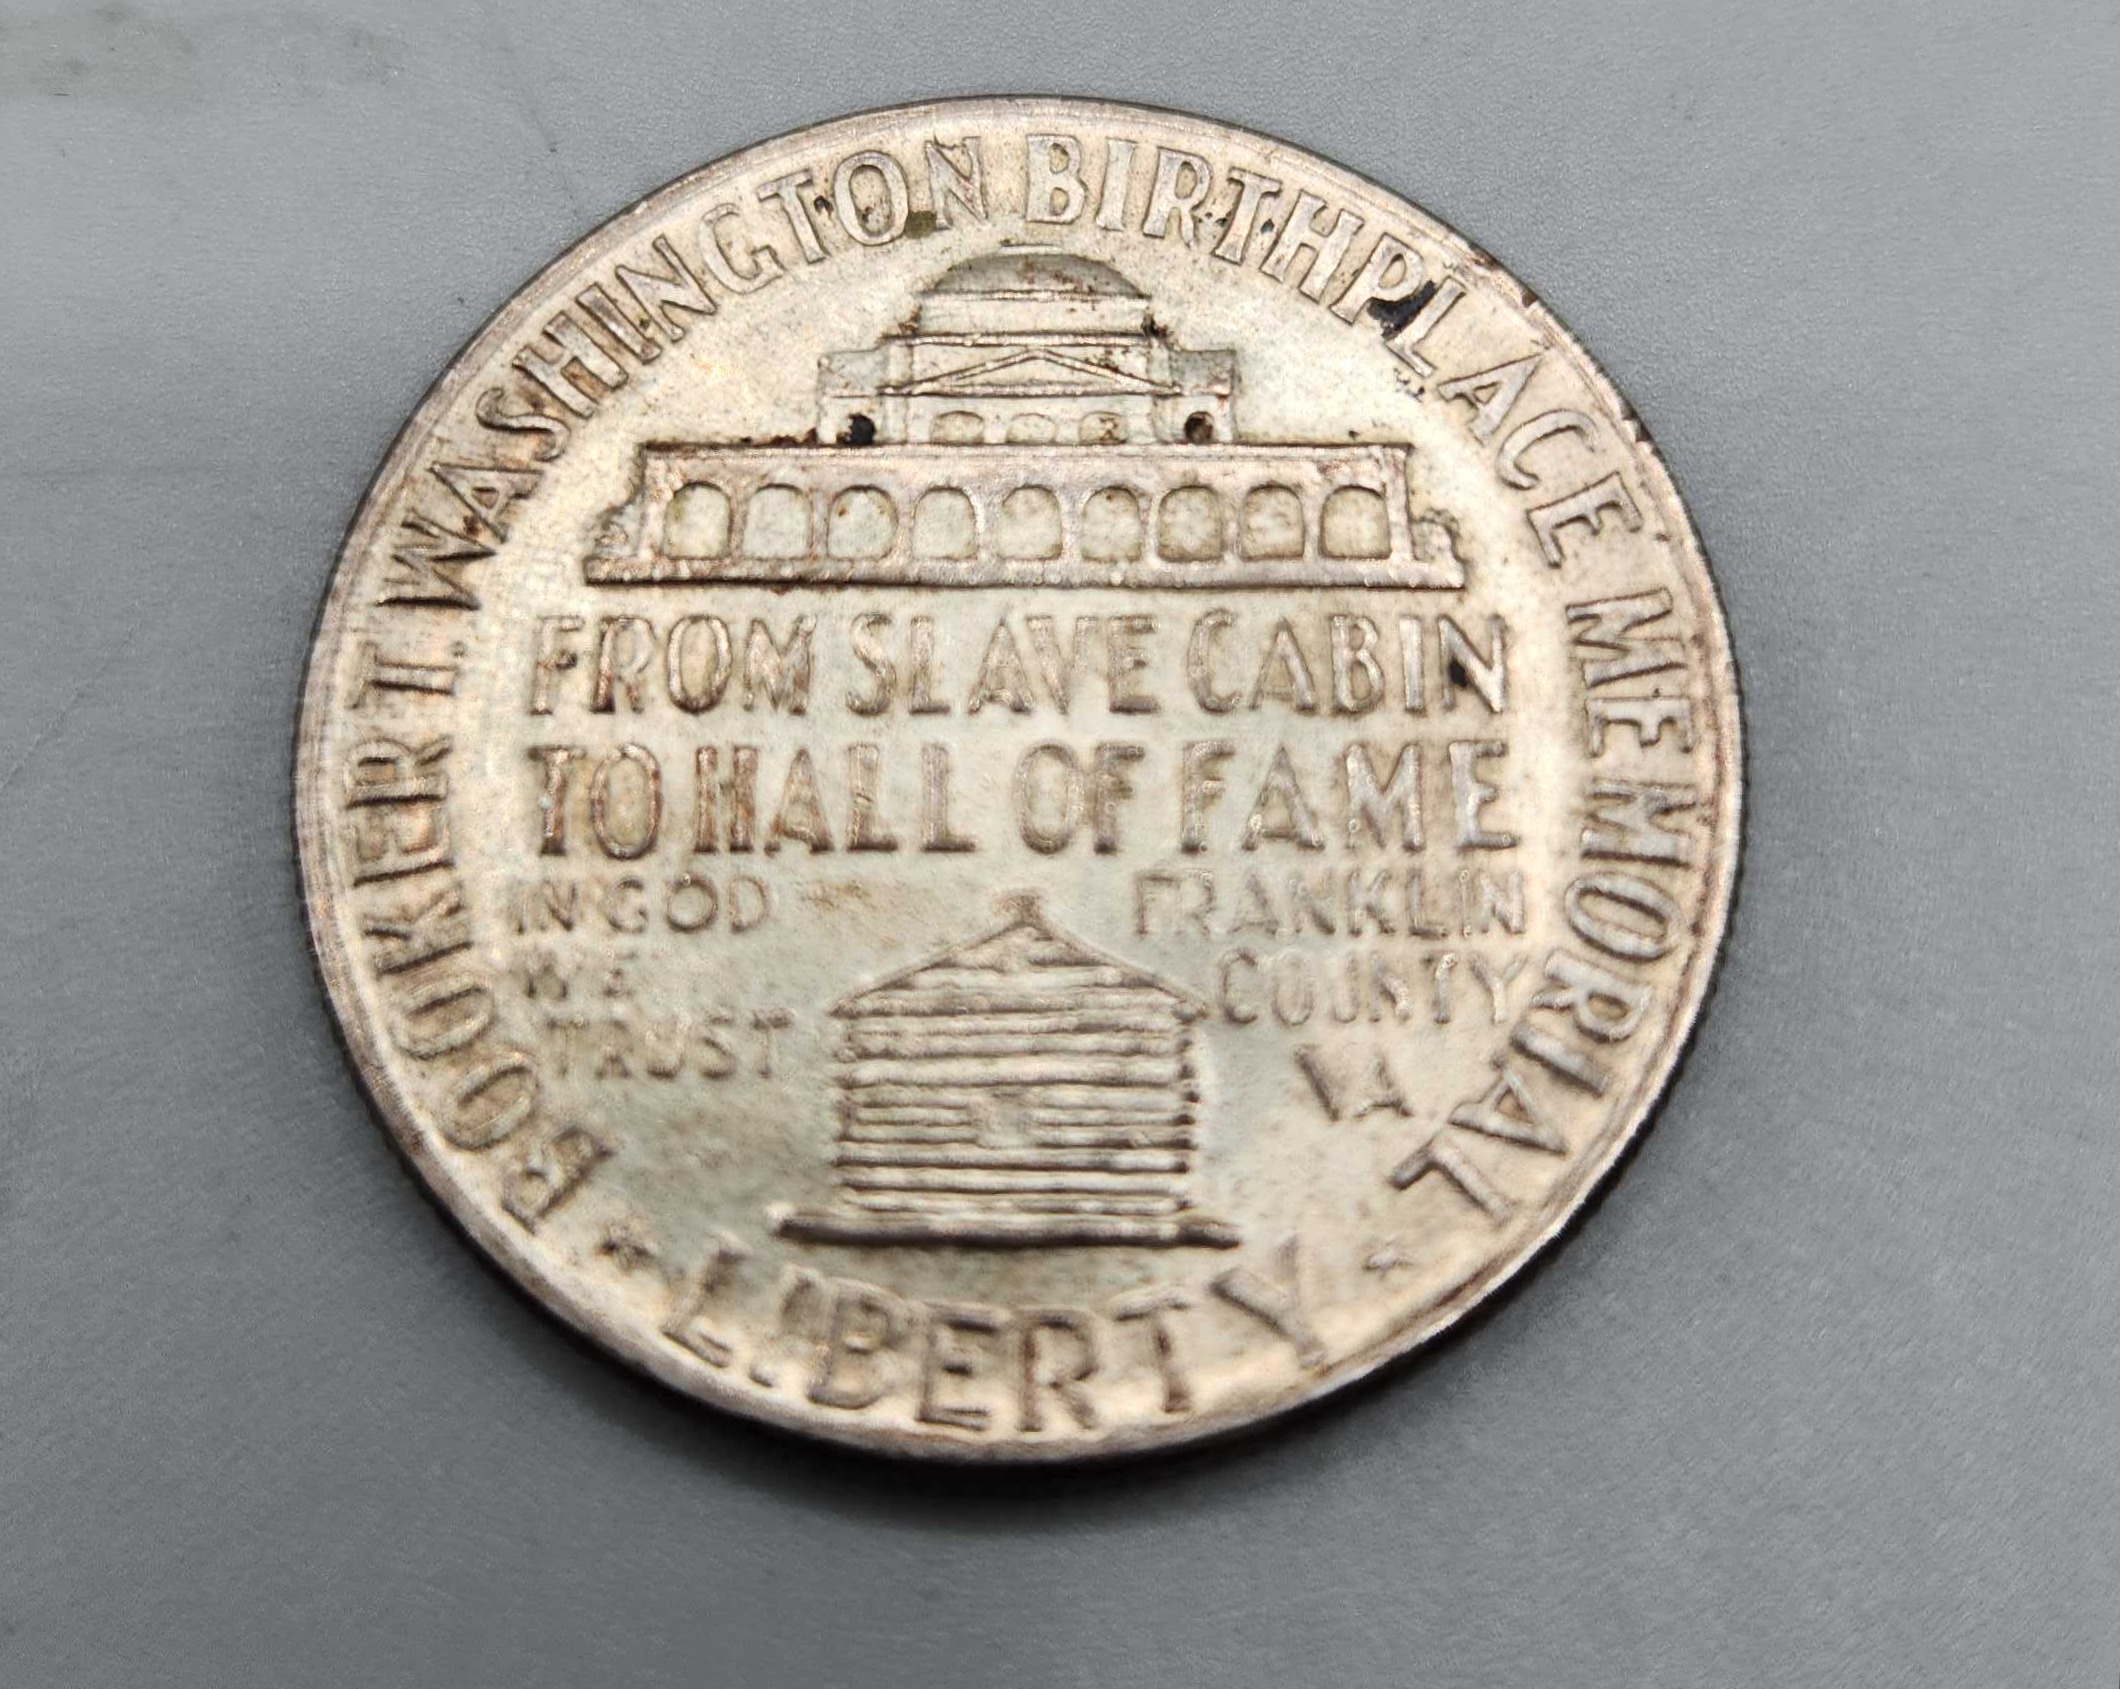 BOOKER T. WASHINGTON BIRTHPLACE MEMORIAL
FROM SLAVE CABIN
TO HALL OF FAME
IN GOD
WE
TRUST
FRANKLIN
COUNTY
VA
LIBERTY